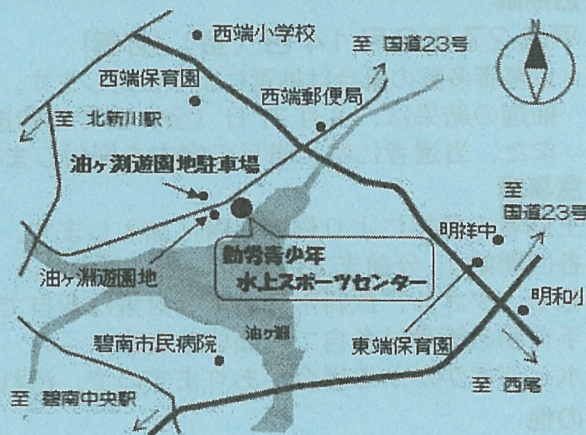 N
西端小学校
至 国道23号
西端保育園
西端郵便局
至 北新川駅
油ヶ淵遊園地駐車場
至
国道23号
明祥中
勤労青少年
水上スポーツセンター
油ヶ淵遊園地
明和小
油ヶ淵
碧南市民病院
東端保育園
至 西尾
至 碧南中央駅